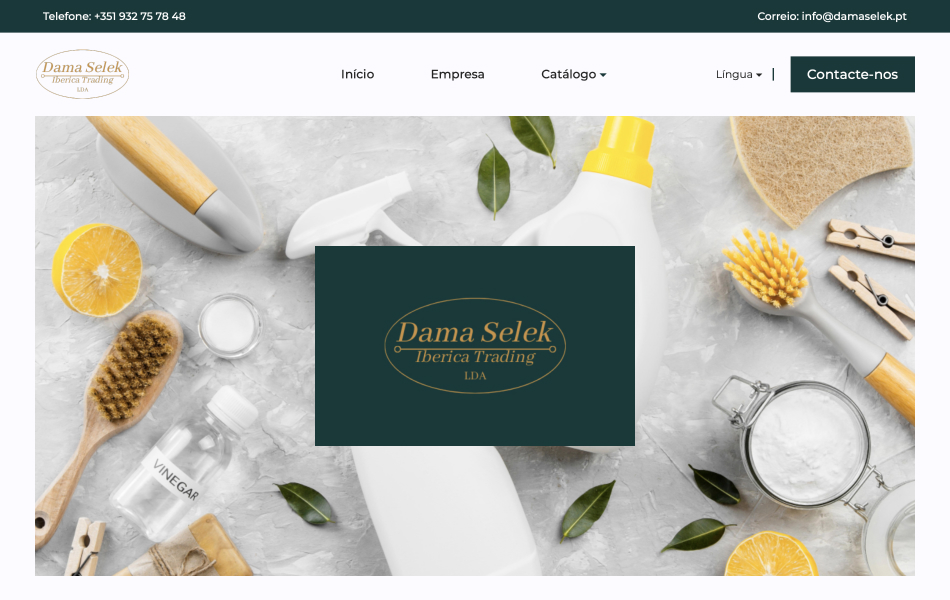 Telefone: +351 932 75 78 48
Correio: info@damaselek.pt
Dama Selek
Iberica Trading
LDA
Início
Empresa
Catálogo
Língua
|
Contacte-nos
Dama Selek
Iberica Trading
LDA
VINEGAR